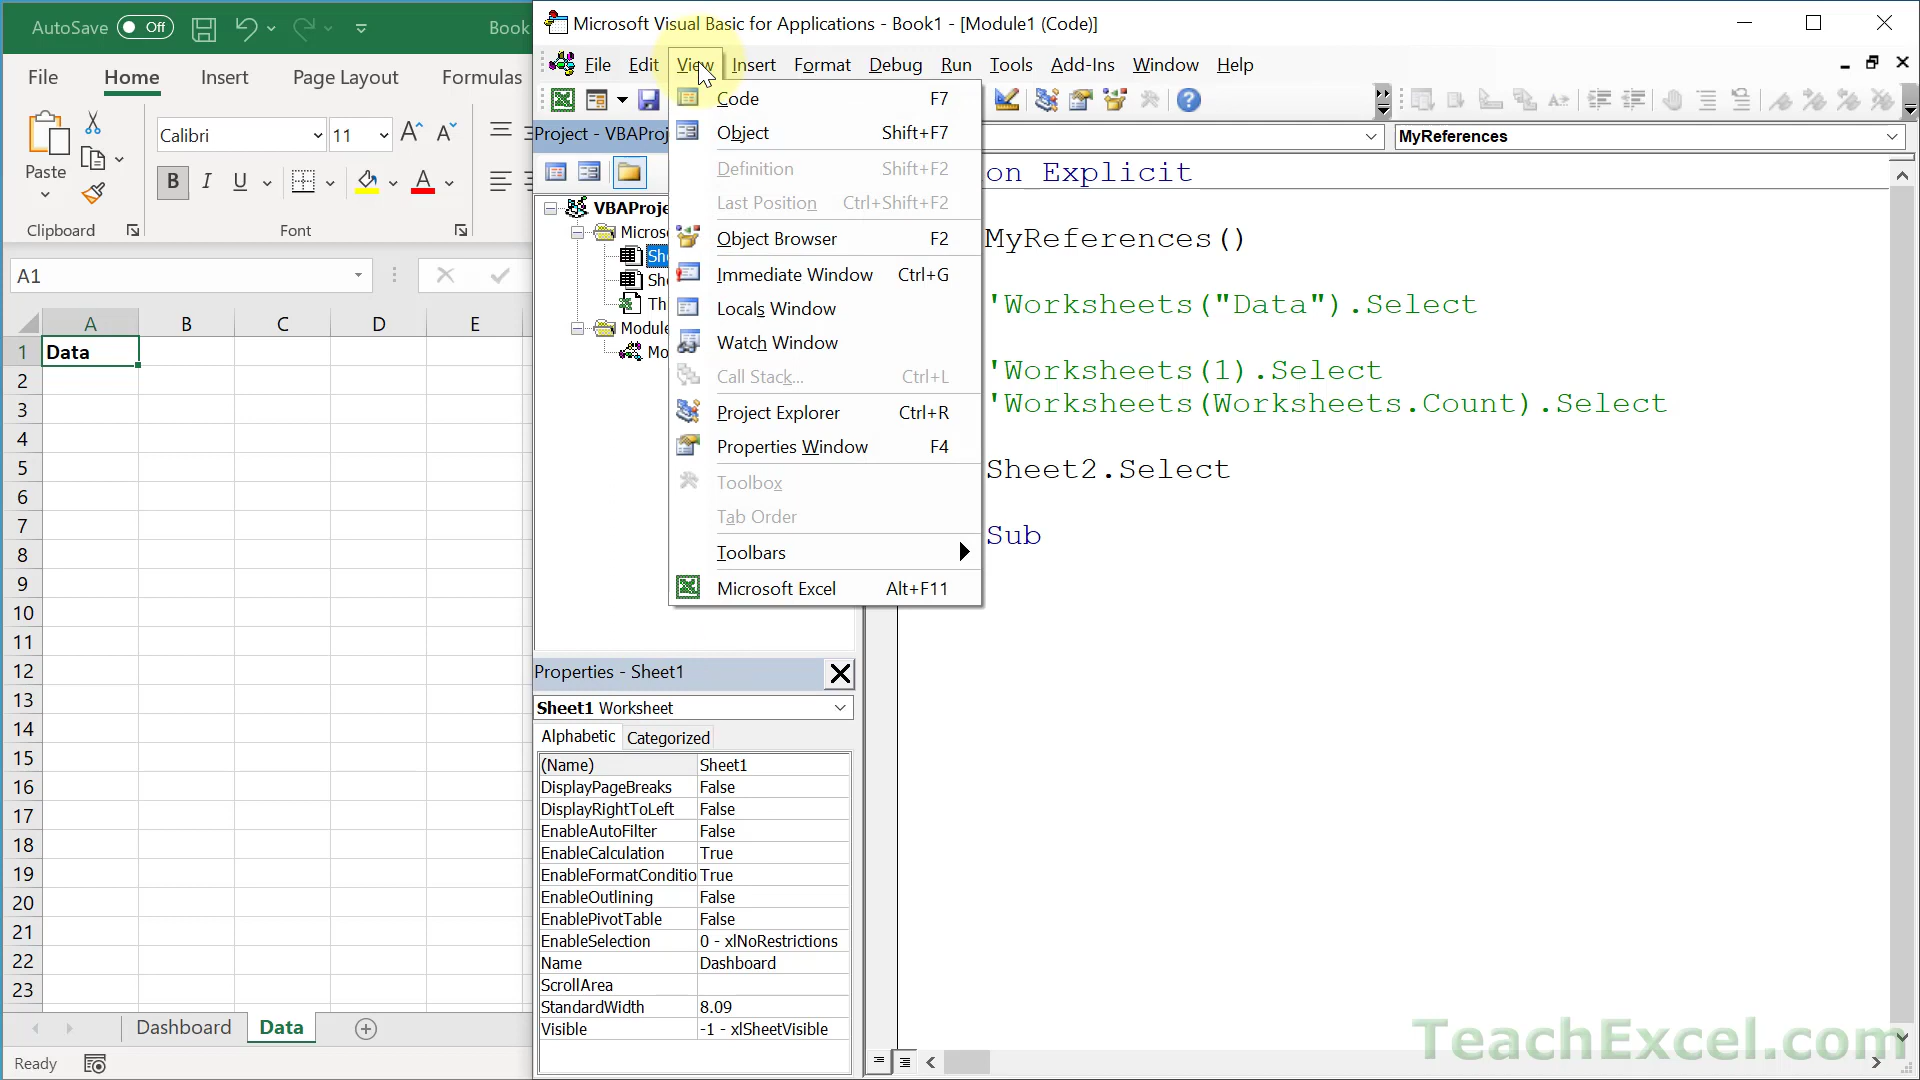 AutoSave Off Book
File Home Insert Page Layout Formulas
Calibri 11
Paste B I U A
Clipboard Font
A1
A B C D E
1 Data
2
3
4
5
6
7
8
9
10
11
12
13
14
15
16
17
18
19
20
21
22
23
Dashboard Data
Ready
Microsoft Visual Basic for Applications - Book1 - [Module1 (Code)]
File Edit View Insert Format Debug Run Tools Add-Ins Window Help
Project - VBAProj
VBAProje
Microso
She
She
Th
Module
Mo
Code F7
Object Shift+F7
Definition Shift+F2
Last Position Ctrl+Shift+F2
Object Browser F2
Immediate Window Ctrl+G
Locals Window
Watch Window
Call Stack... Ctrl+L
Project Explorer Ctrl+R
Properties Window F4
Toolbox
Tab Order
Toolbars
Microsoft Excel Alt+F11
MyReferences
on Explicit
MyReferences()
'Worksheets("Data").Select
'Worksheets(1).Select
'Worksheets(Worksheets.Count).Select
Sheet2.Select
Sub
Properties - Sheet1
Sheet1 Worksheet
Alphabetic Categorized
(Name) Sheet1
DisplayPageBreaks False
DisplayRightToLeft False
EnableAutoFilter False
EnableCalculation True
EnableFormatConditio True
EnableOutlining False
EnablePivotTable False
EnableSelection 0 - xlNoRestrictions
Name Dashboard
ScrollArea
StandardWidth 8.09
Visible -1 - xlSheetVisible
TeachExcel.com